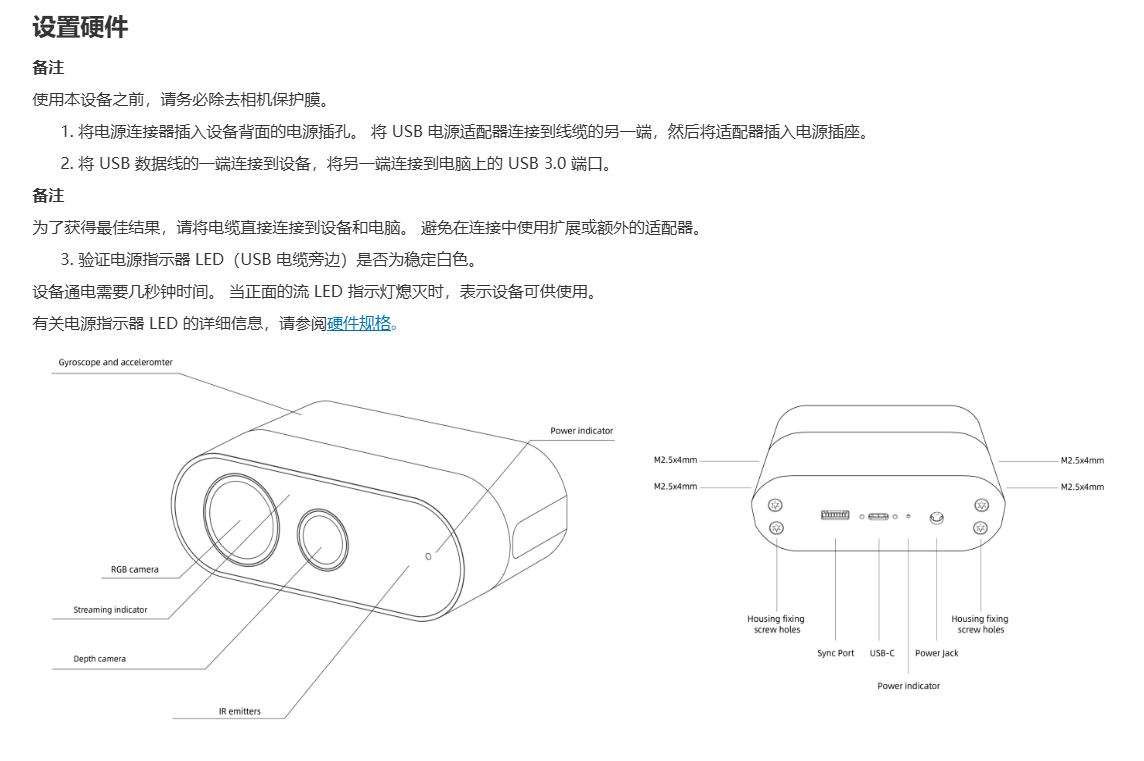 设置硬件
备注
使用本设备之前，请务必除去相机保护膜。
1. 将电源连接器插入设备背面的电源插孔。 将 USB 电源适配器连接到线缆的另一端，然后将适配器插入电源插座。
2. 将 USB 数据线的一端连接到设备，将另一端连接到电脑上的 USB 3.0 端口。
备注
为了获得最佳结果，请将电缆直接连接到设备和电脑。 避免在连接中使用扩展或额外的适配器。
3. 验证电源指示器 LED（USB 电缆旁边）是否为稳定白色。
设备通电需要几秒钟时间。 当正面的流 LED 指示灯熄灭时，表示设备可供使用。
有关电源指示器 LED 的详细信息，请参阅硬件规格。
Gyroscope and acceleromter
Power indicator
RGB camera
Streaming indicator
Depth camera
IR emitters
M2.5x4mm
M2.5x4mm
M2.5x4mm
M2.5x4mm
Housing fixing
screw holes
Housing fixing
screw holes
Sync Port
USB-C
Power Jack
Power indicator